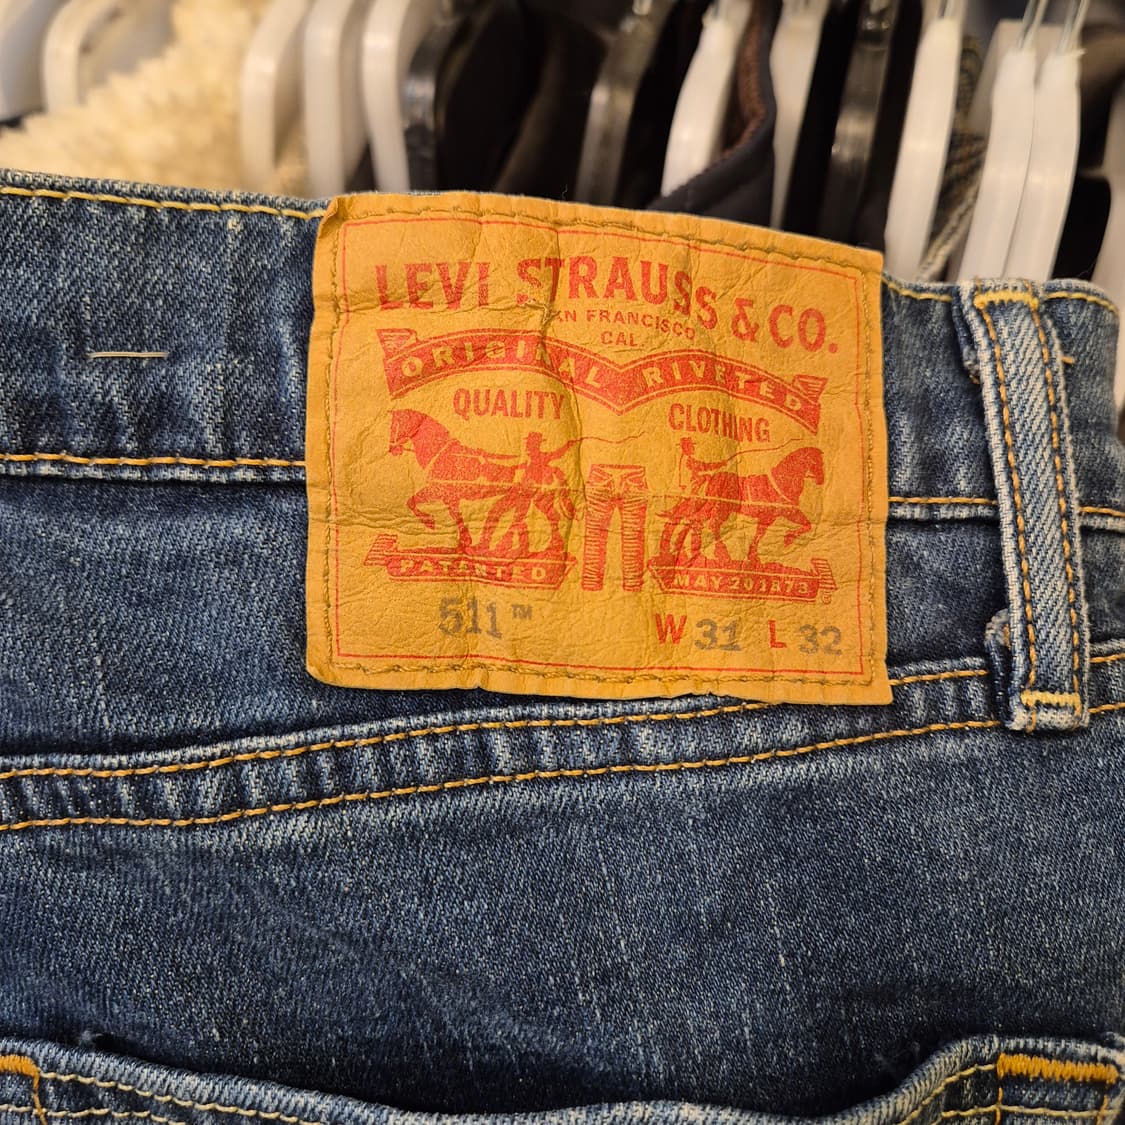 LEVI STRAUSS & CO.
SAN FRANCISCO
CAL.
ORIGINAL RIVETED
QUALITY CLOTHING
PATENTED MAY 20 1873
511™ W 31 L 32